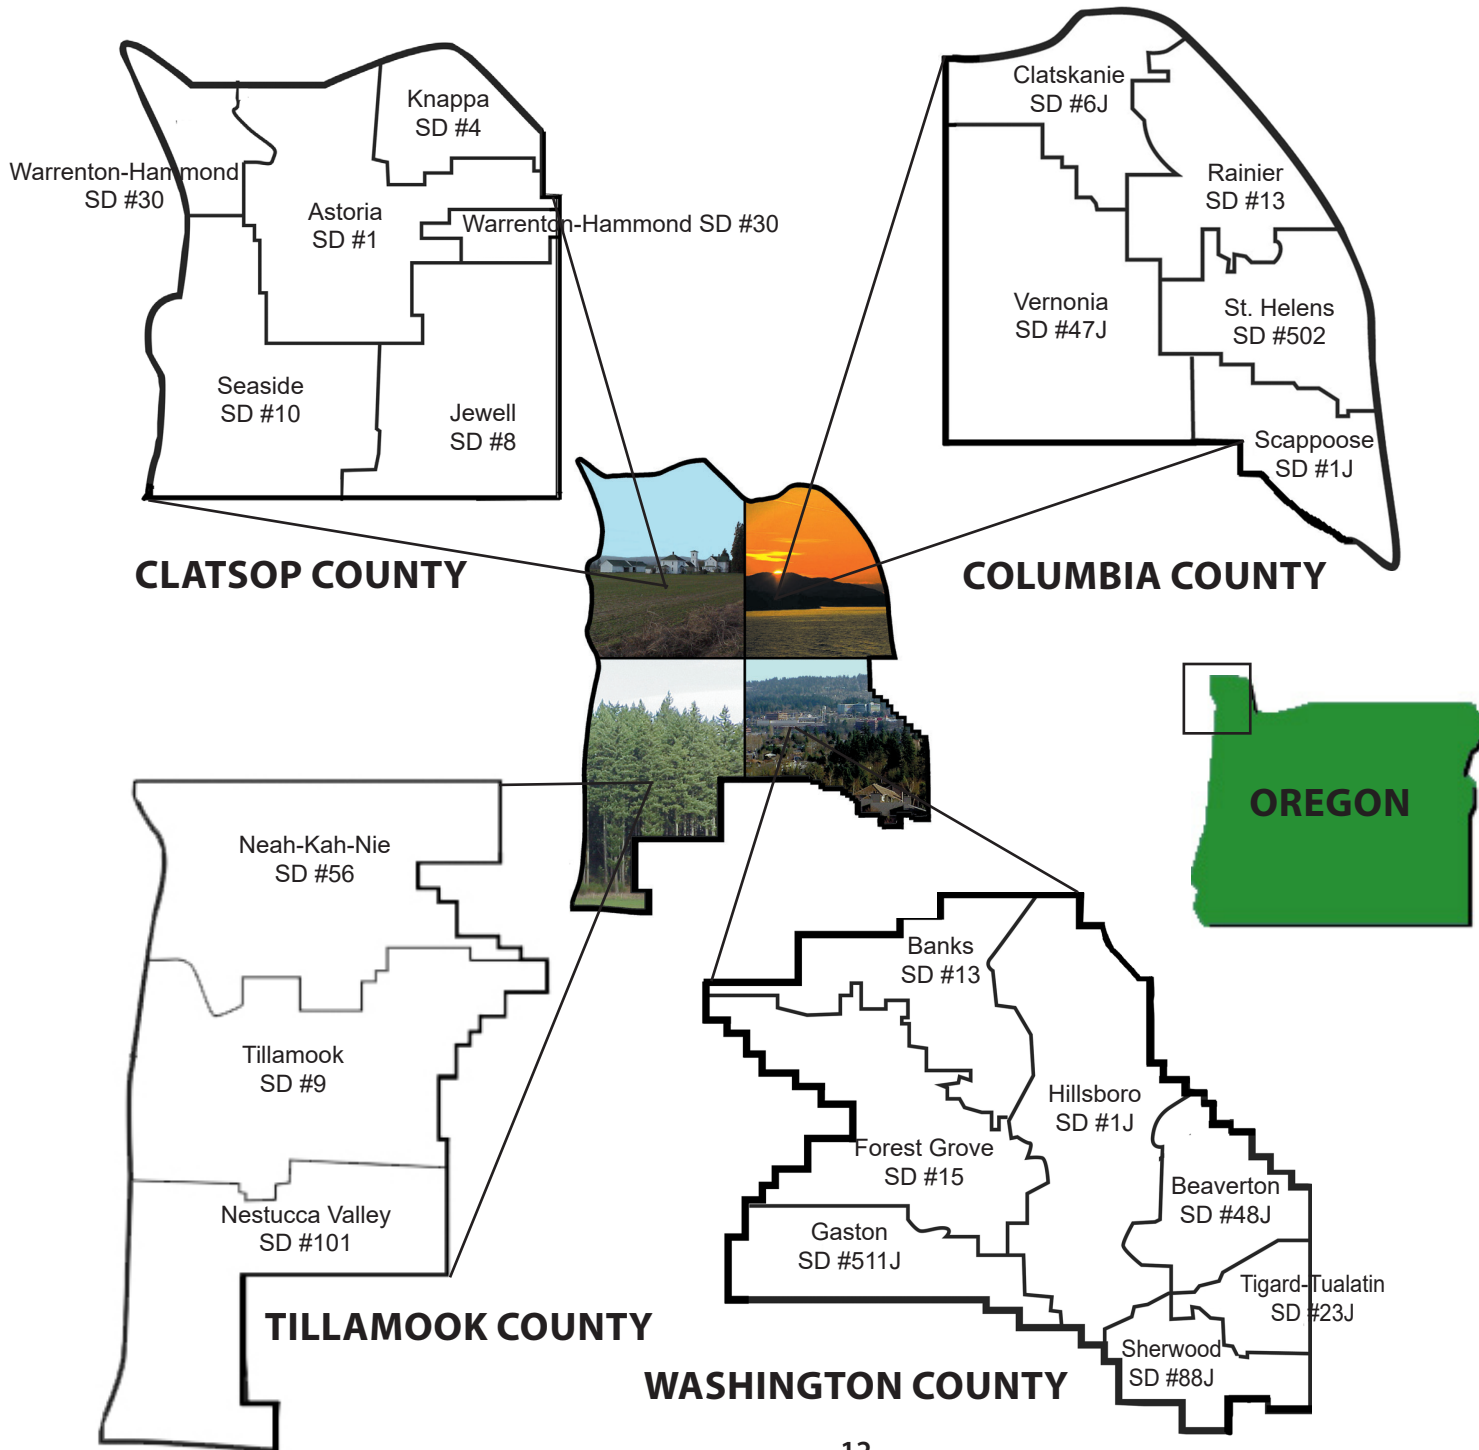 Knappa
SD #4
Warrenton-Hammond
SD #30
Astoria
SD #1
Warrenton-Hammond SD #30
Seaside
SD #10
Jewell
SD #8
CLATSOP COUNTY
Clatskanie
SD #6J
Rainier
SD #13
Vernonia
SD #47J
St. Helens
SD #502
Scappoose
SD #1J
COLUMBIA COUNTY
OREGON
Neah-Kah-Nie
SD #56
Tillamook
SD #9
Nestucca Valley
SD #101
TILLAMOOK COUNTY
Banks
SD #13
Hillsboro
SD #1J
Forest Grove
SD #15
Beaverton
SD #48J
Gaston
SD #511J
Tigard-Tualatin
SD #23J
Sherwood
SD #88J
WASHINGTON COUNTY